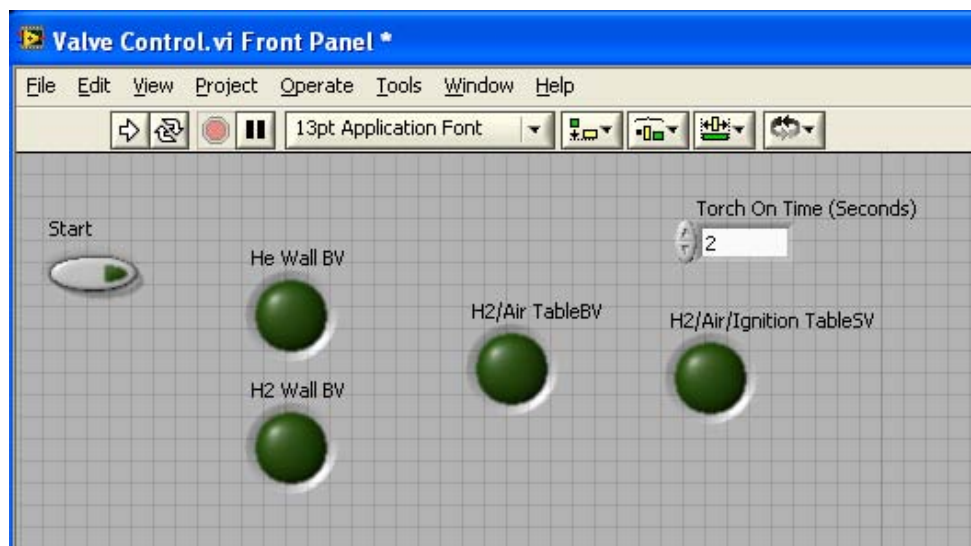 Valve Control.vi Front Panel *
File Edit View Project Operate Tools Window Help
13pt Application Font
Torch On Time (Seconds)
2
Start
He Wall BV
H2/Air TableBV
H2/Air/Ignition TableSV
H2 Wall BV